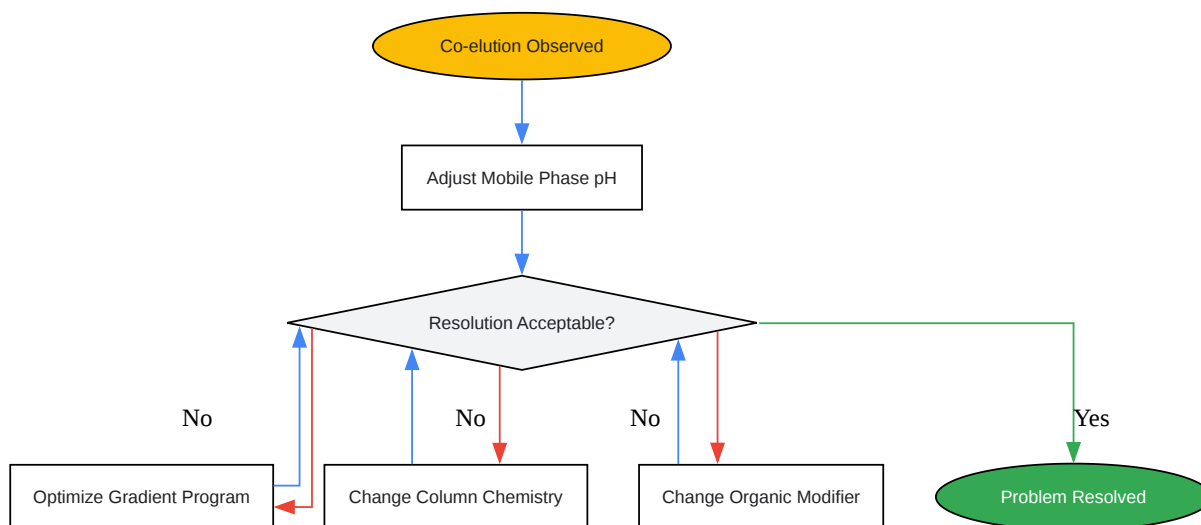 Co-elution Observed
Adjust Mobile Phase pH
Resolution Acceptable?
No
No
No
Yes
Optimize Gradient Program
Change Column Chemistry
Change Organic Modifier
Problem Resolved